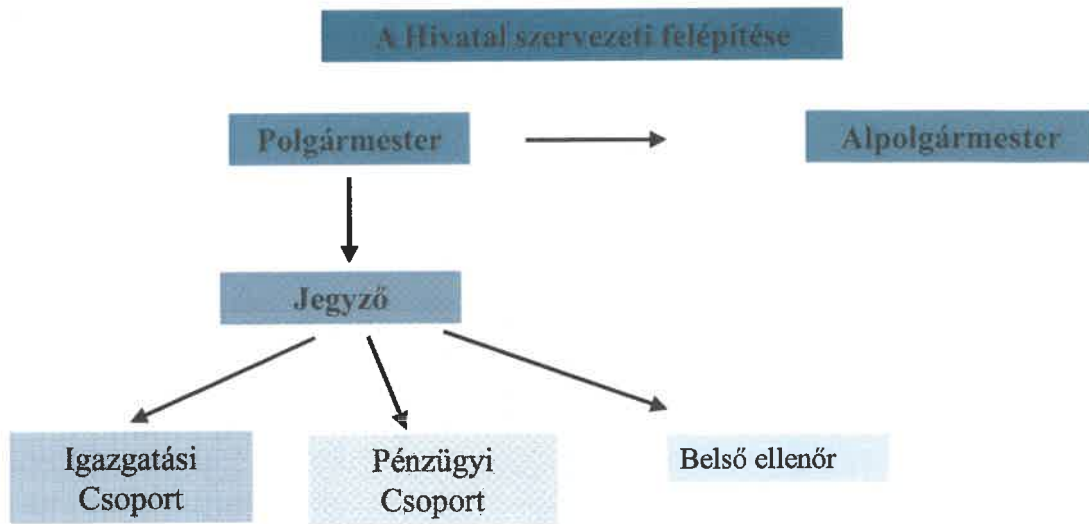 A Hivatal szervezeti felépítése
Polgármester
Alpolgármester
Jegyző
Igazgatási
Csoport
Pénzügyi
Csoport
Belső ellenőr